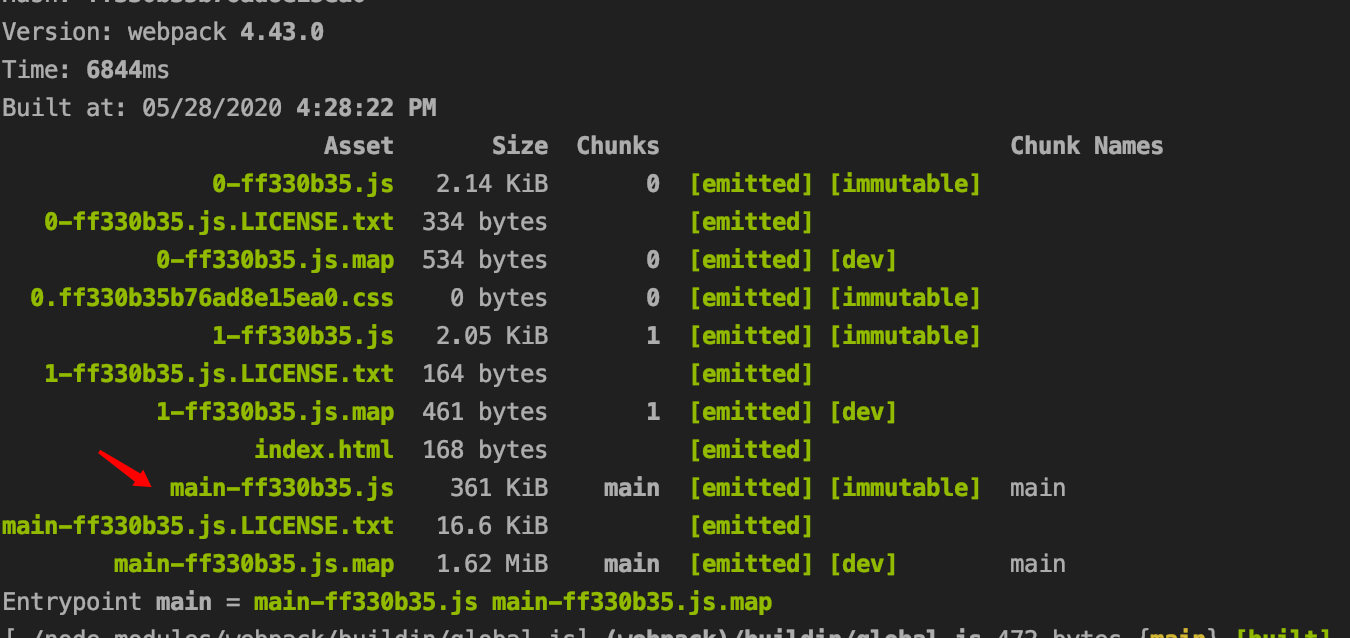 Version: webpack 4.43.0
Time: 6844ms
Built at: 05/28/2020 4:28:22 PM
Asset Size Chunks Chunk Names
0-ff330b35.js 2.14 KiB 0 [emitted] [immutable]
0-ff330b35.js.LICENSE.txt 334 bytes [emitted]
0-ff330b35.js.map 534 bytes 0 [emitted] [dev]
0.ff330b35b76ad8e15ea0.css 0 bytes 0 [emitted] [immutable]
1-ff330b35.js 2.05 KiB 1 [emitted] [immutable]
1-ff330b35.js.LICENSE.txt 164 bytes [emitted]
1-ff330b35.js.map 461 bytes 1 [emitted] [dev]
index.html 168 bytes [emitted]
main-ff330b35.js 361 KiB main [emitted] [immutable] main
main-ff330b35.js.LICENSE.txt 16.6 KiB [emitted]
main-ff330b35.js.map 1.62 MiB main [emitted] [dev] main
Entrypoint main = main-ff330b35.js main-ff330b35.js.map
[./node_modules/webpack/buildin/global.js] (webpack)/buildin/global.js 472 bytes {main} [built]